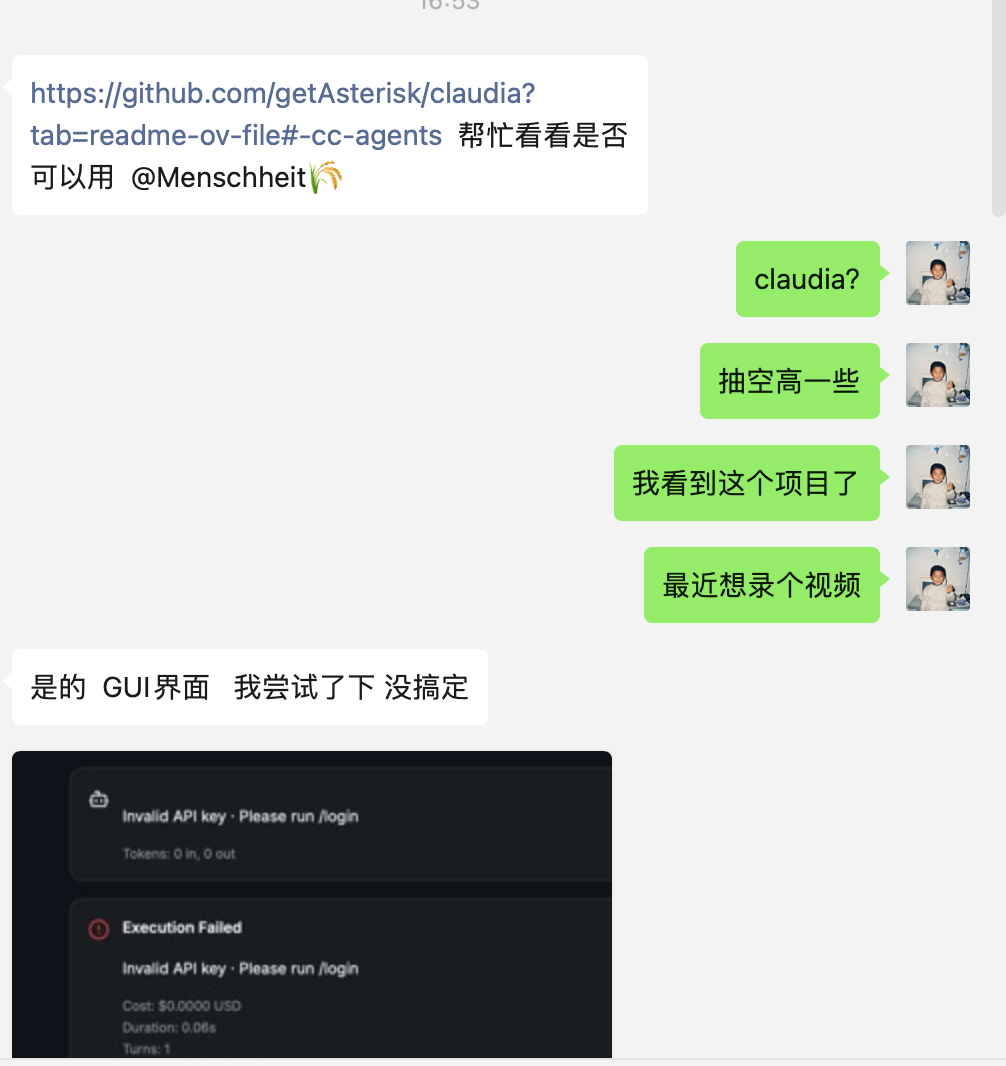 16:53
https://github.com/getAsterisk/claudia?
tab=readme-ov-file#-cc-agents 帮忙看看是否
可以用 @Menschheit🌾
claudia?
抽空高一些
我看到这个项目了
最近想录个视频
是的 GUI界面 我尝试了下 没搞定
Invalid API key · Please run /login
Tokens: 0 in, 0 out
Execution Failed
Invalid API key · Please run /login
Cost: $0.0000 USD
Duration: 0.06s
Turns: 1